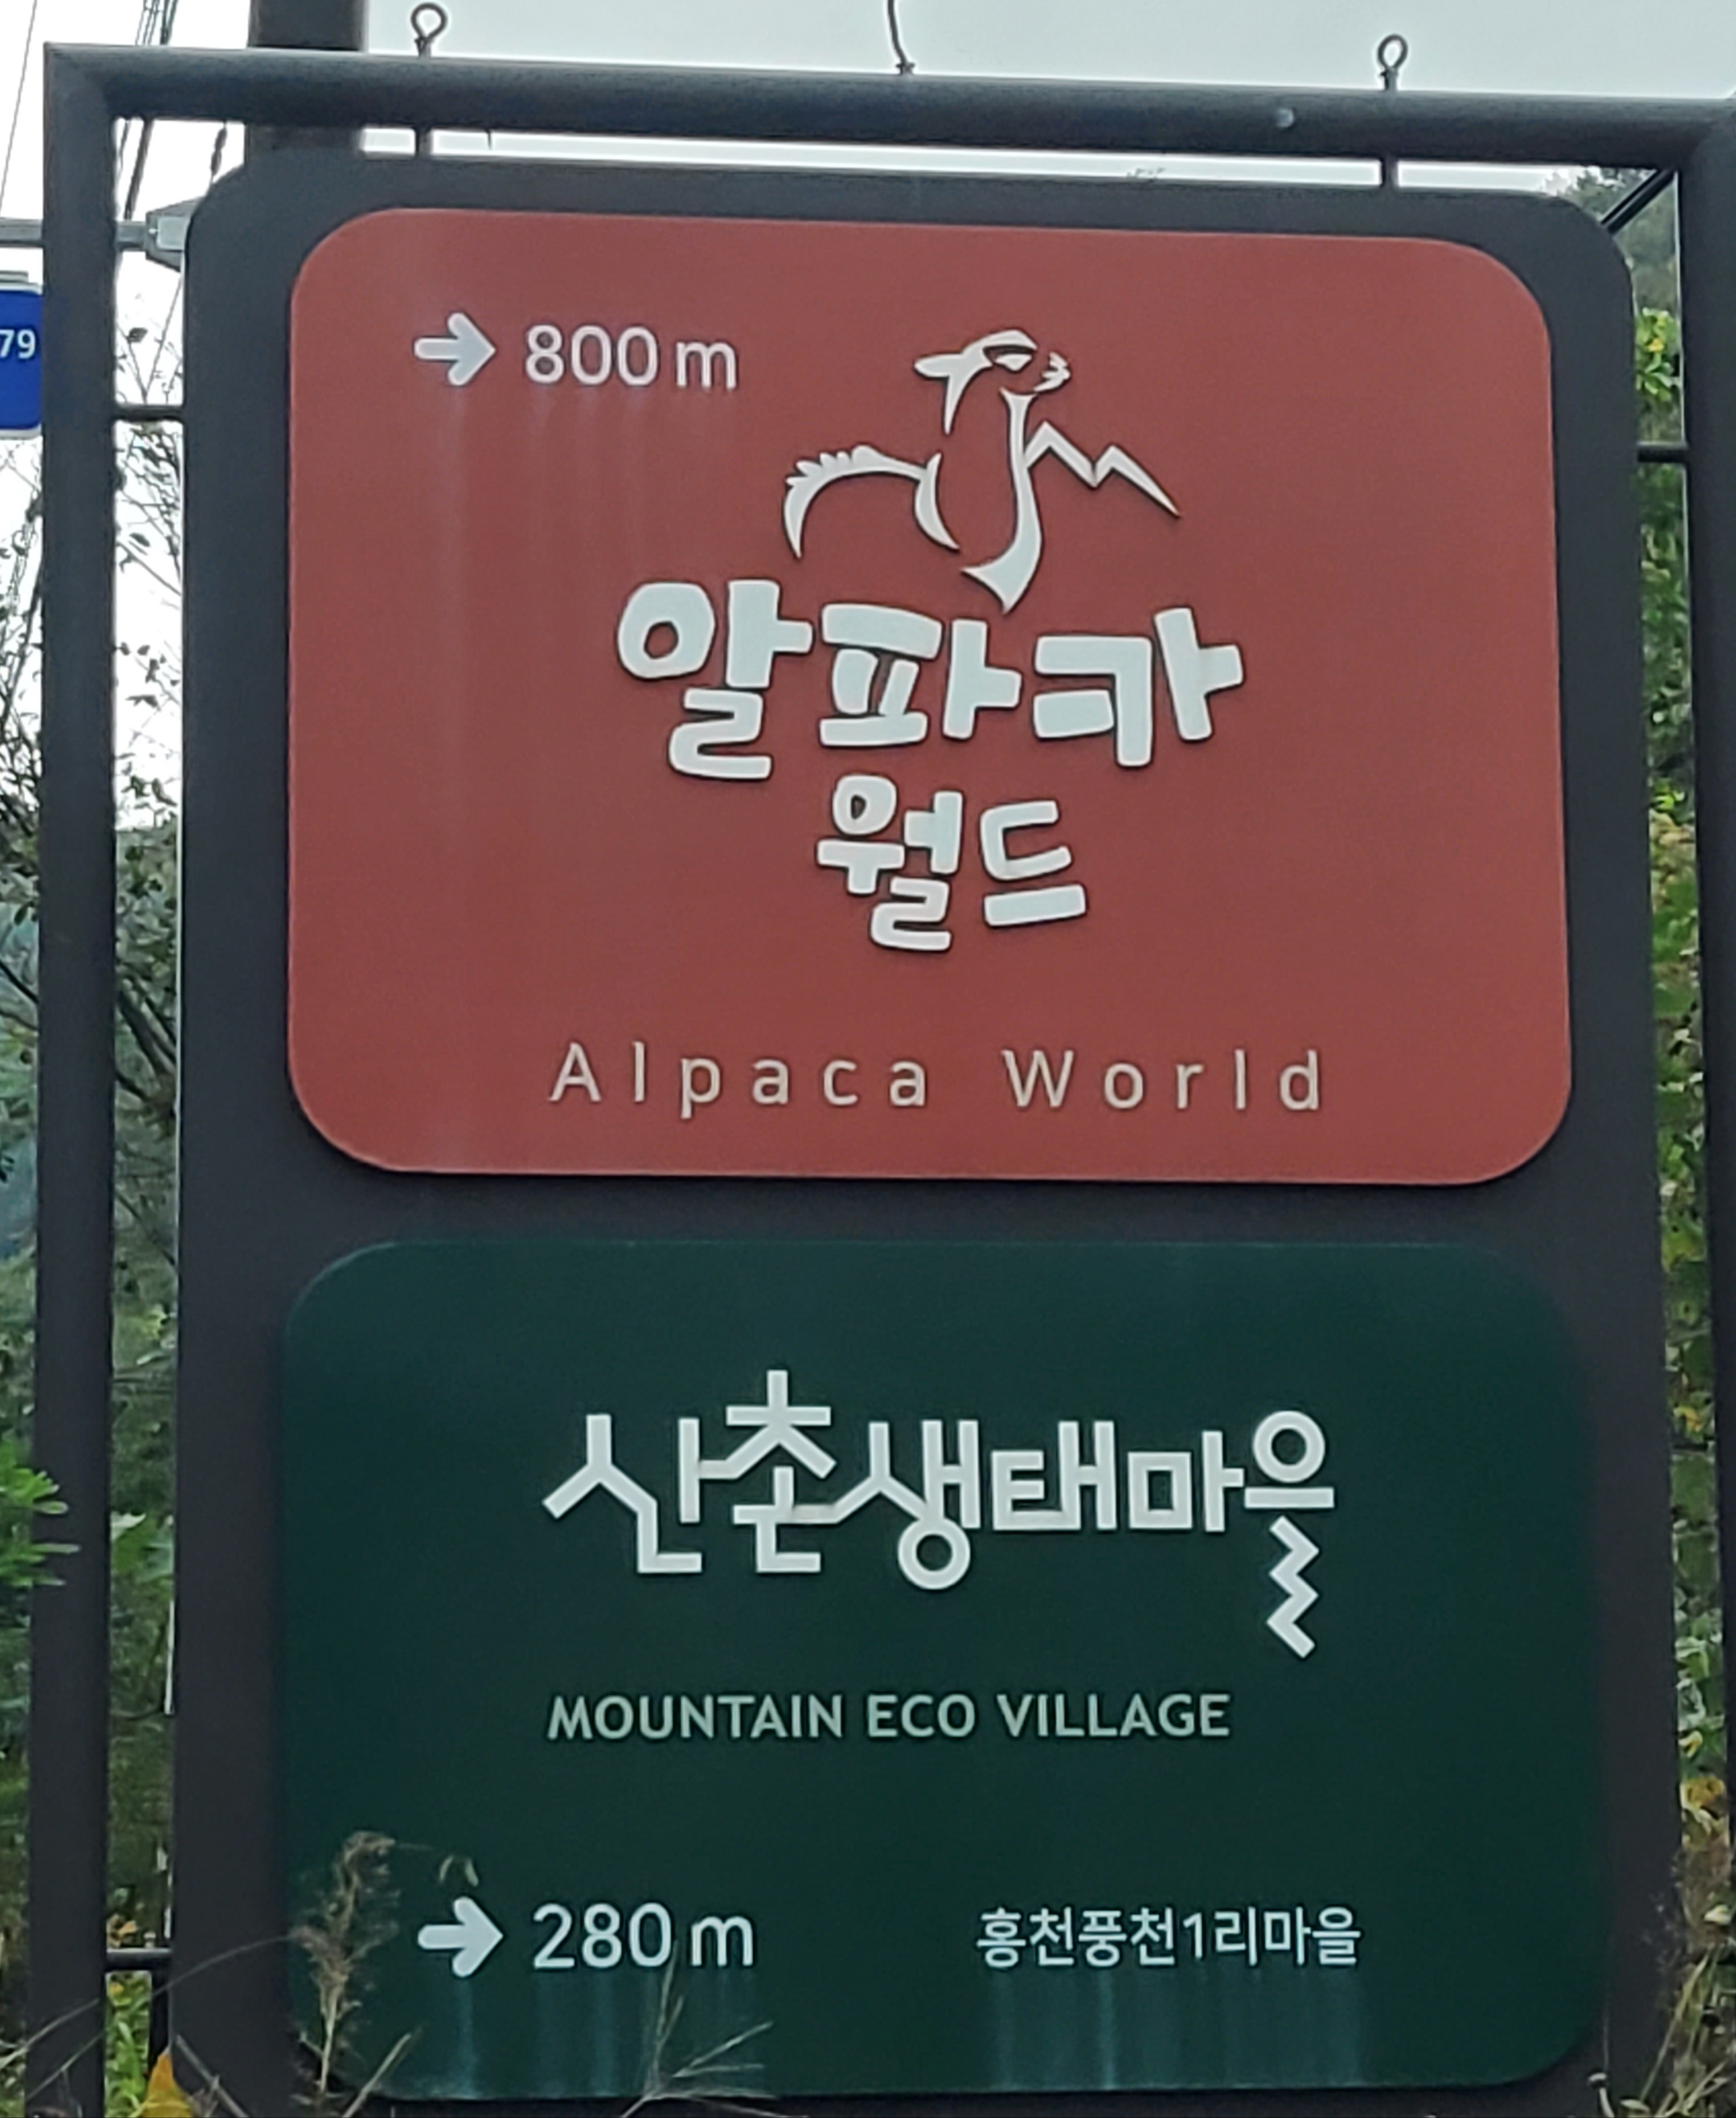 79
→ 800m
알파카
월드
Alpaca World
산촌생태마을
MOUNTAIN ECO VILLAGE
→ 280m 홍천풍천1리마을